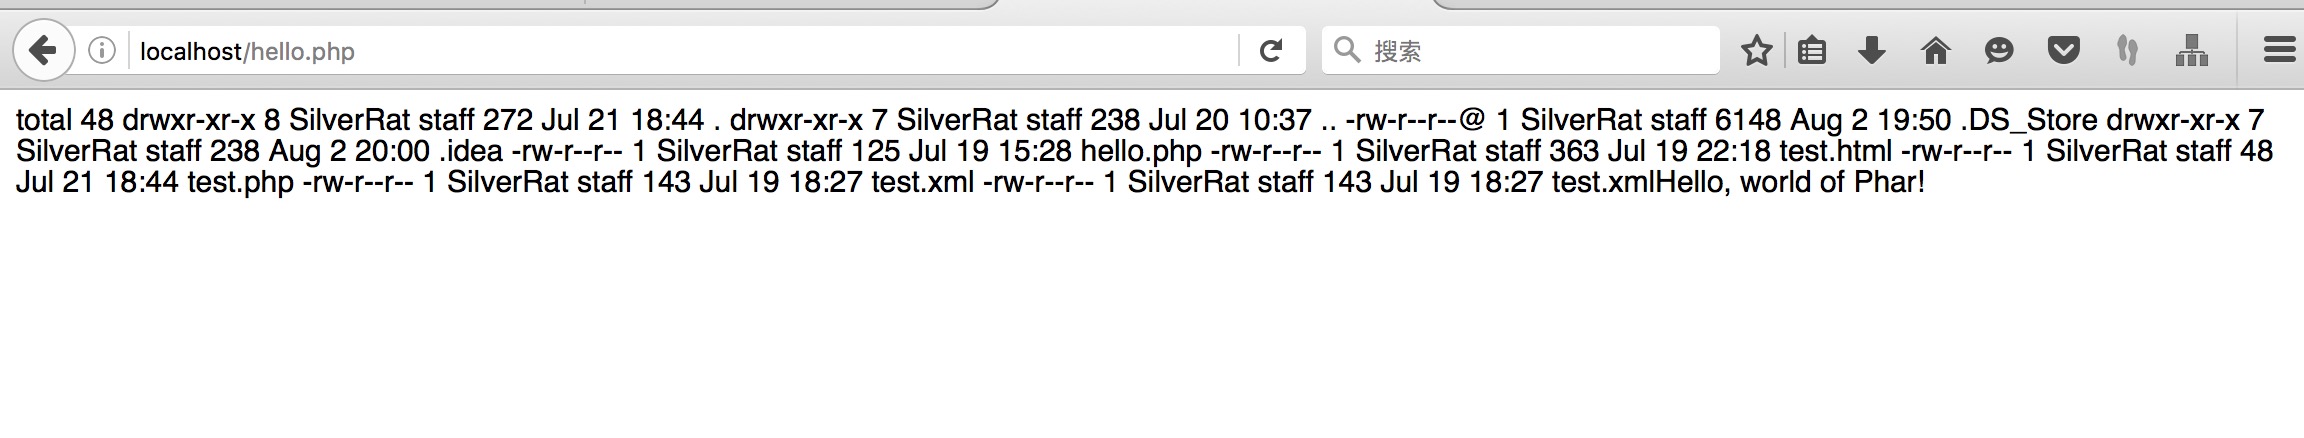 localhost/hello.php
搜索
total 48 drwxr-xr-x 8 SilverRat staff 272 Jul 21 18:44 . drwxr-xr-x 7 SilverRat staff 238 Jul 20 10:37 .. -rw-r--r--@ 1 SilverRat staff 6148 Aug 2 19:50 .DS_Store drwxr-xr-x 7
SilverRat staff 238 Aug 2 20:00 .idea -rw-r--r-- 1 SilverRat staff 125 Jul 19 15:28 hello.php -rw-r--r-- 1 SilverRat staff 363 Jul 19 22:18 test.html -rw-r--r-- 1 SilverRat staff 48
Jul 21 18:44 test.php -rw-r--r-- 1 SilverRat staff 143 Jul 19 18:27 test.xml -rw-r--r-- 1 SilverRat staff 143 Jul 19 18:27 test.xmlHello, world of Phar!